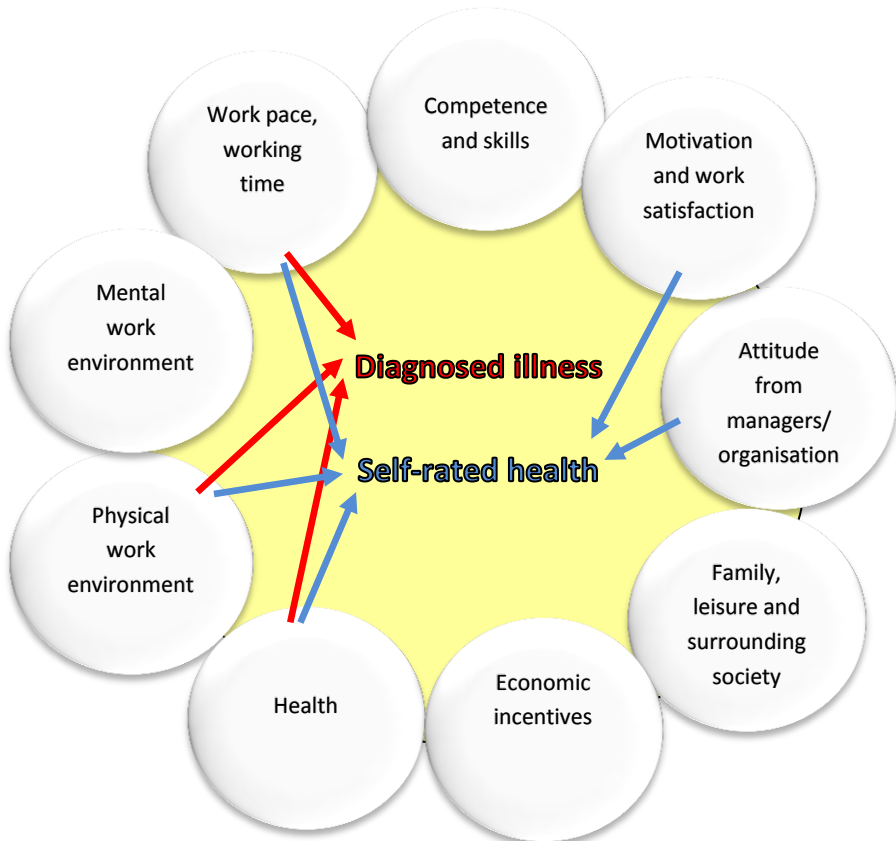 Competence
and skills
Work pace,
working
time
Motivation
and work
satisfaction
Mental
work
environment
Attitude
from
managers/
organisation
Diagnosed illness
Self-rated health
Physical
work
environment
Family,
leisure and
surrounding
society
Health
Economic
incentives